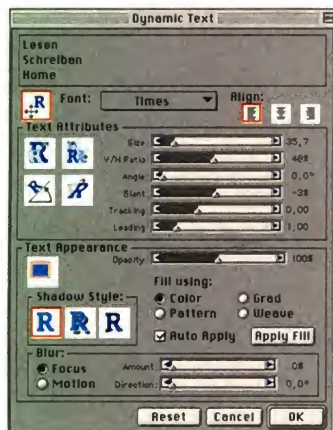 Dynamic Text
Lesen
Schreiben
Home
Font: Times Align:
Text Attributes
Size 35,7
V/H Ratio 48%
Angle 0,0°
Slant -3%
Tracking 0,00
Leading 1,00
Text Appearance
Opacity 100%
Fill using:
Color Grad
Pattern Weave
Auto Apply Apply Fill
Shadow Style:
R R R
Blur:
Focus Amount: 0%
Motion Direction: 0,0°
Reset Cancel OK